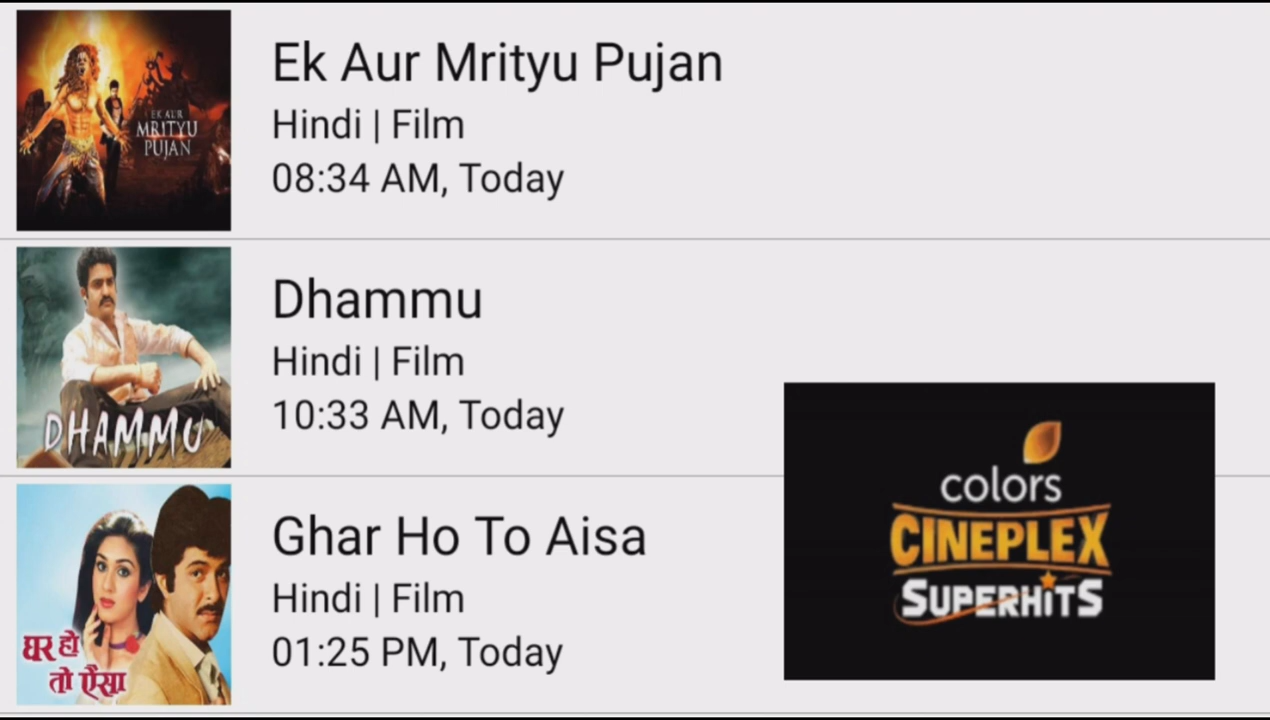 EK AUR
MRITYU
PUJAN
Ek Aur Mrityu Pujan
Hindi | Film
08:34 AM, Today
DHAMMU
Dhammu
Hindi | Film
10:33 AM, Today
घर हो
तो ऐसा
Ghar Ho To Aisa
Hindi | Film
01:25 PM, Today
colors
CINEPLEX
SUPERHITS